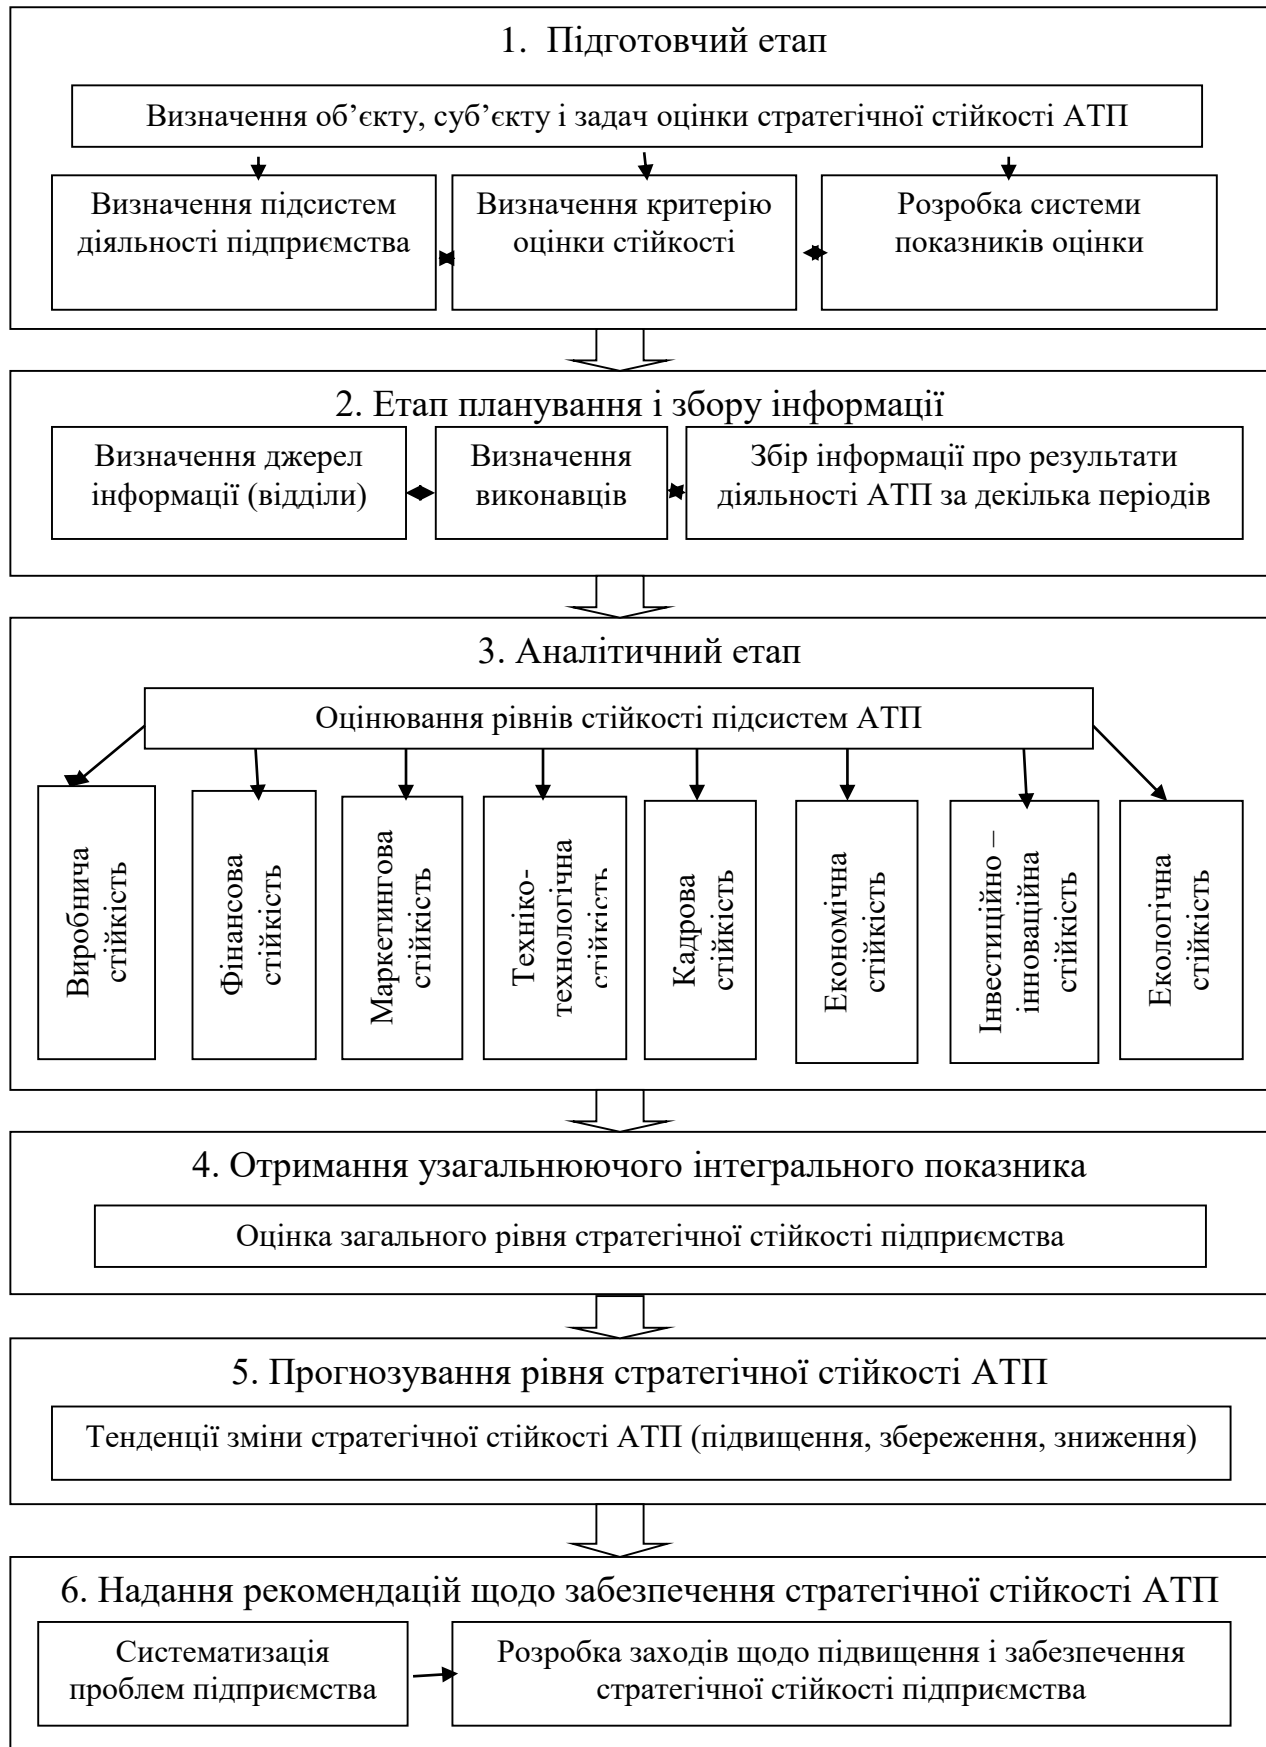 1. Підготовчий етап
Визначення об’єкту, суб’єкту і задач оцінки стратегічної стійкості АТП
Визначення підсистем
діяльності підприємства
Визначення критерію
оцінки стійкості
Розробка системи
показників оцінки
2. Етап планування і збору інформації
Визначення джерел
інформації (відділи)
Визначення
виконавців
Збір інформації про результати
діяльності АТП за декілька періодів
3. Аналітичний етап
Оцінювання рівнів стійкості підсистем АТП
Виробнича
стійкість
Фінансова
стійкість
Маркетингова
стійкість
Техніко-
технологічна
стійкість
Кадрова
стійкість
Економічна
стійкість
Інвестиційно –
інноваційна
стійкість
Екологічна
стійкість
4. Отримання узагальнюючого інтегрального показника
Оцінка загального рівня стратегічної стійкості підприємства
5. Прогнозування рівня стратегічної стійкості АТП
Тенденції зміни стратегічної стійкості АТП (підвищення, збереження, зниження)
6. Надання рекомендацій щодо забезпечення стратегічної стійкості АТП
Систематизація
проблем підприємства
Розробка заходів щодо підвищення і забезпечення
стратегічної стійкості підприємства